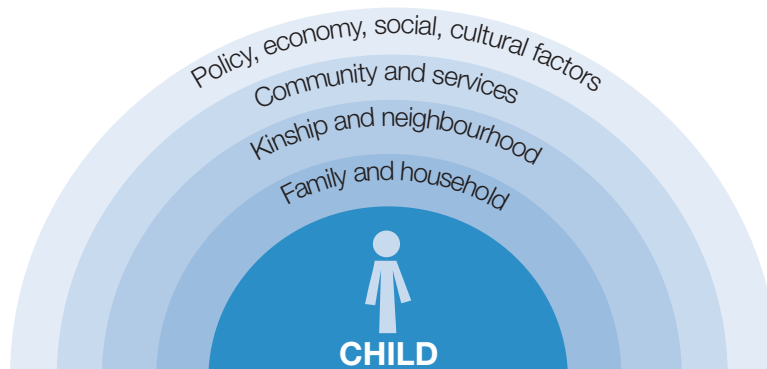 Policy, economy, social, cultural factors
Community and services
Kinship and neighbourhood
Family and household
CHILD